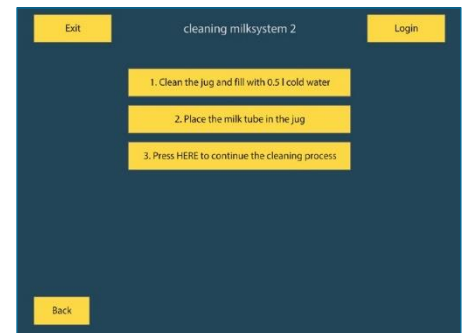 Exit
cleaning milksystem 2
Login
1. Clean the jug and fill with 0.5 l cold water
2. Place the milk tube in the jug
3. Press HERE to continue the cleaning process
Back